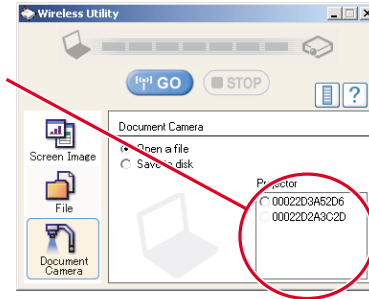 Wireless Utility
GO
STOP
?
Document Camera
Open a file
Save to disk
Screen Image
File
Document
Camera
Projector
00022D3A52D6
00022D2A3C2D